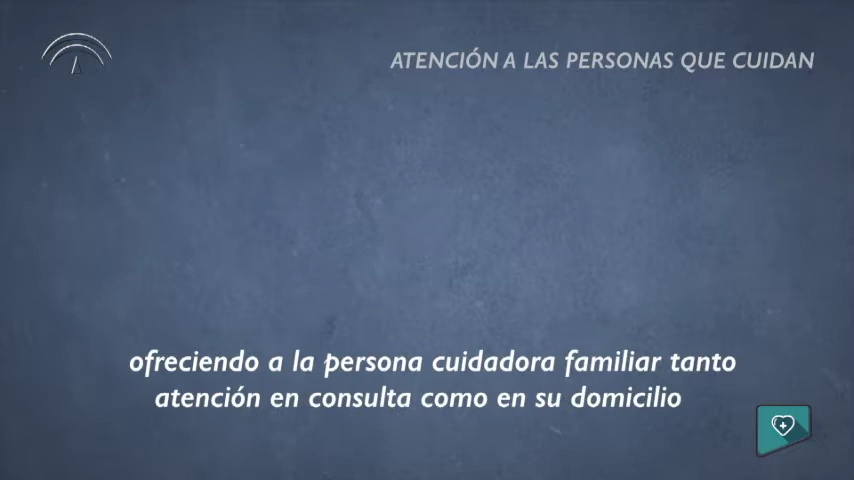 ATENCIÓN A LAS PERSONAS QUE CUIDAN
ofreciendo a la persona cuidadora familiar tanto
atención en consulta como en su domicilio